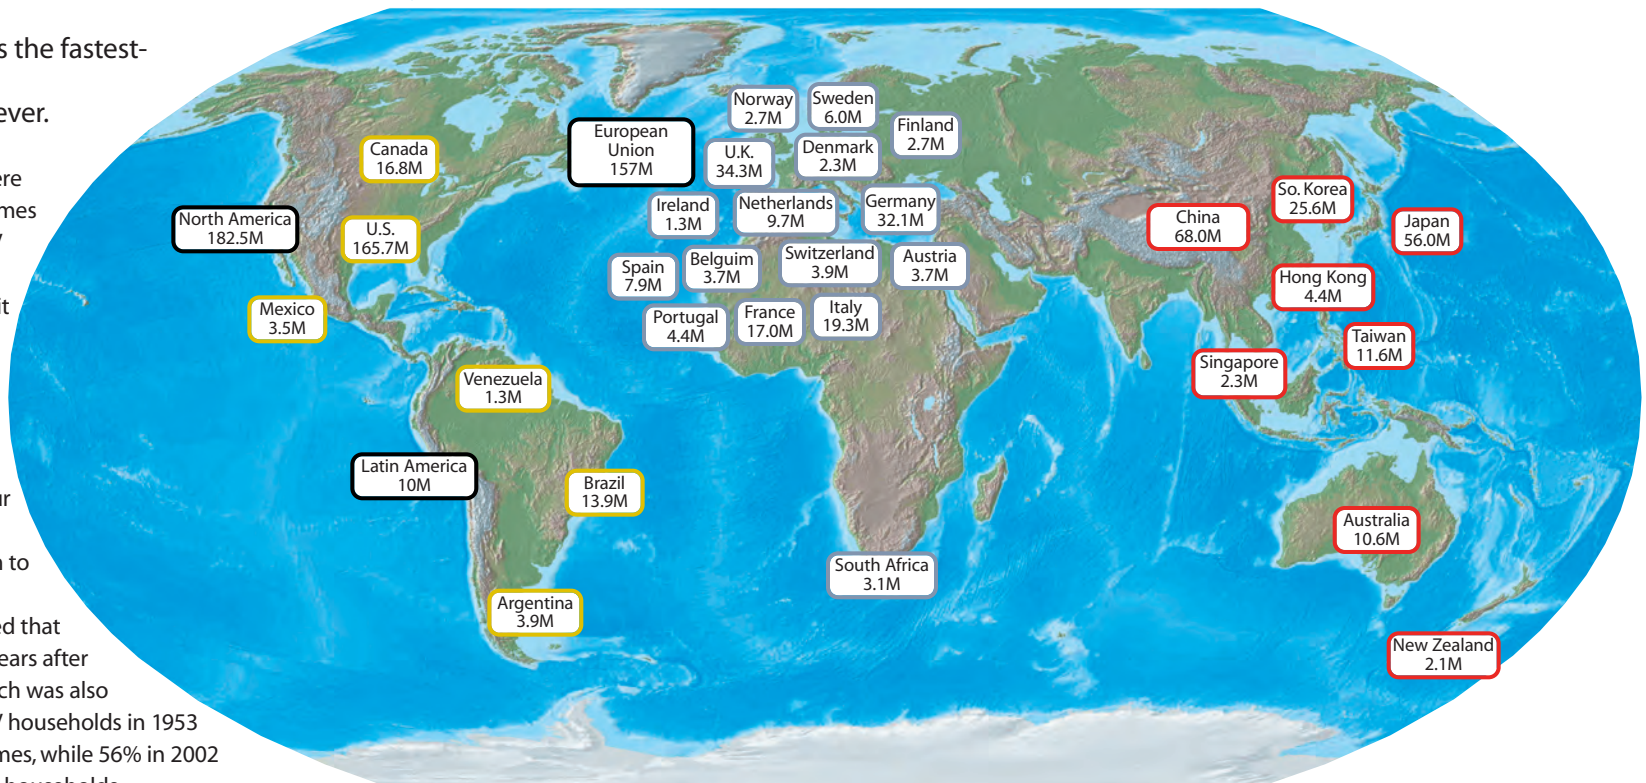 s the fastest-
ever.
ere
mes
it
ur
n to
ed that
ears after
ch was also
households in 1953
mes, while 56% in 2002
households
Norway
2.7M
Sweden
6.0M
Finland
2.7M
European
Union
157M
U.K.
34.3M
Denmark
2.3M
Canada
16.8M
Ireland
1.3M
Netherlands
9.7M
Germany
32.1M
So. Korea
25.6M
China
68.0M
Japan
56.0M
North America
182.5M
U.S.
165.7M
Spain
7.9M
Belguim
3.7M
Switzerland
3.9M
Austria
3.7M
Hong Kong
4.4M
Mexico
3.5M
Portugal
4.4M
France
17.0M
Italy
19.3M
Taiwan
11.6M
Singapore
2.3M
Venezuela
1.3M
Latin America
10M
Brazil
13.9M
Australia
10.6M
South Africa
3.1M
Argentina
3.9M
New Zealand
2.1M